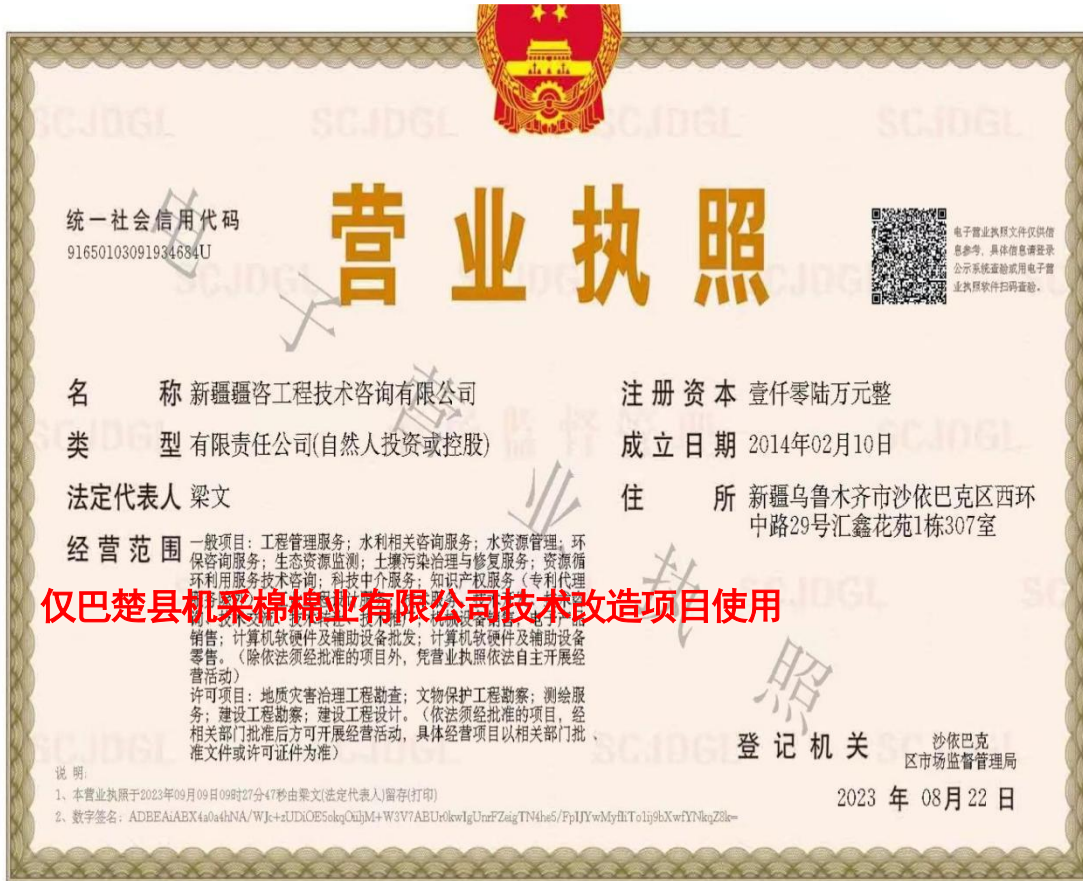 统一社会信用代码
91650103091934684U
营业执照
电子营业执照文件仅供信
息参考，具体信息请登录
公示系统查验或用电子营
业执照软件扫码查验。
名称 新疆疆咨工程技术咨询有限公司
类型 有限责任公司(自然人投资或控股)
法定代表人 梁文
经营范围 一般项目：工程管理服务；水利相关咨询服务；水资源管理；环
保咨询服务；生态资源监测；土壤污染治理与修复服务；资源循
环利用服务技术咨询；科技中介服务；知识产权服务（专利代理
仅巴楚县机采棉棉业有限公司技术改造项目使用
销售；计算机软硬件及辅助设备批发；计算机软硬件及辅助设备
零售。（除依法须经批准的项目外，凭营业执照依法自主开展经
营活动）
许可项目：地质灾害治理工程勘查；文物保护工程勘察；测绘服
务；建设工程勘察；建设工程设计。（依法须经批准的项目，经
相关部门批准后方可开展经营活动，具体经营项目以相关部门批
准文件或许可证件为准）
注册资本 壹仟零陆万元整
成立日期 2014年02月10日
住所 新疆乌鲁木齐市沙依巴克区西环
中路29号汇鑫花苑1栋307室
电子营业执照
登记机关 沙依巴克
区市场监督管理局
2023 年 08月22 日
说明：
1、本营业执照于2023年09月09日09时27分47秒由梁文(法定代表人)留存(打印)
2、数字签名：
SCJDGL